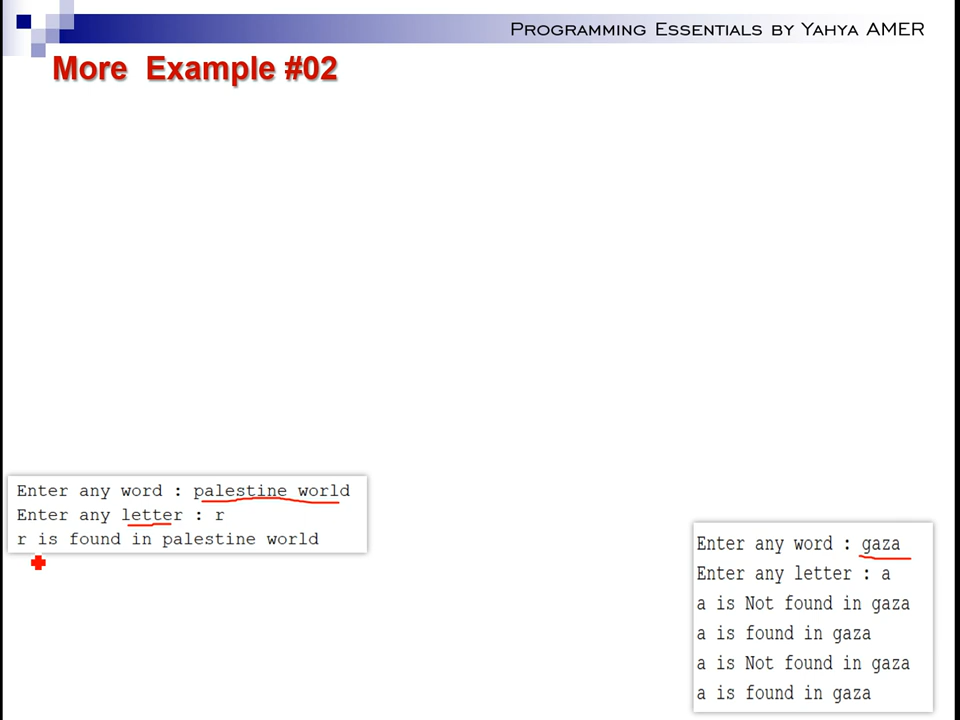 Programming Essentials by Yahya AMER
More Example #02
Enter any word : palestine world
Enter any letter : r
r is found in palestine world
Enter any word : gaza
Enter any letter : a
a is Not found in gaza
a is found in gaza
a is Not found in gaza
a is found in gaza